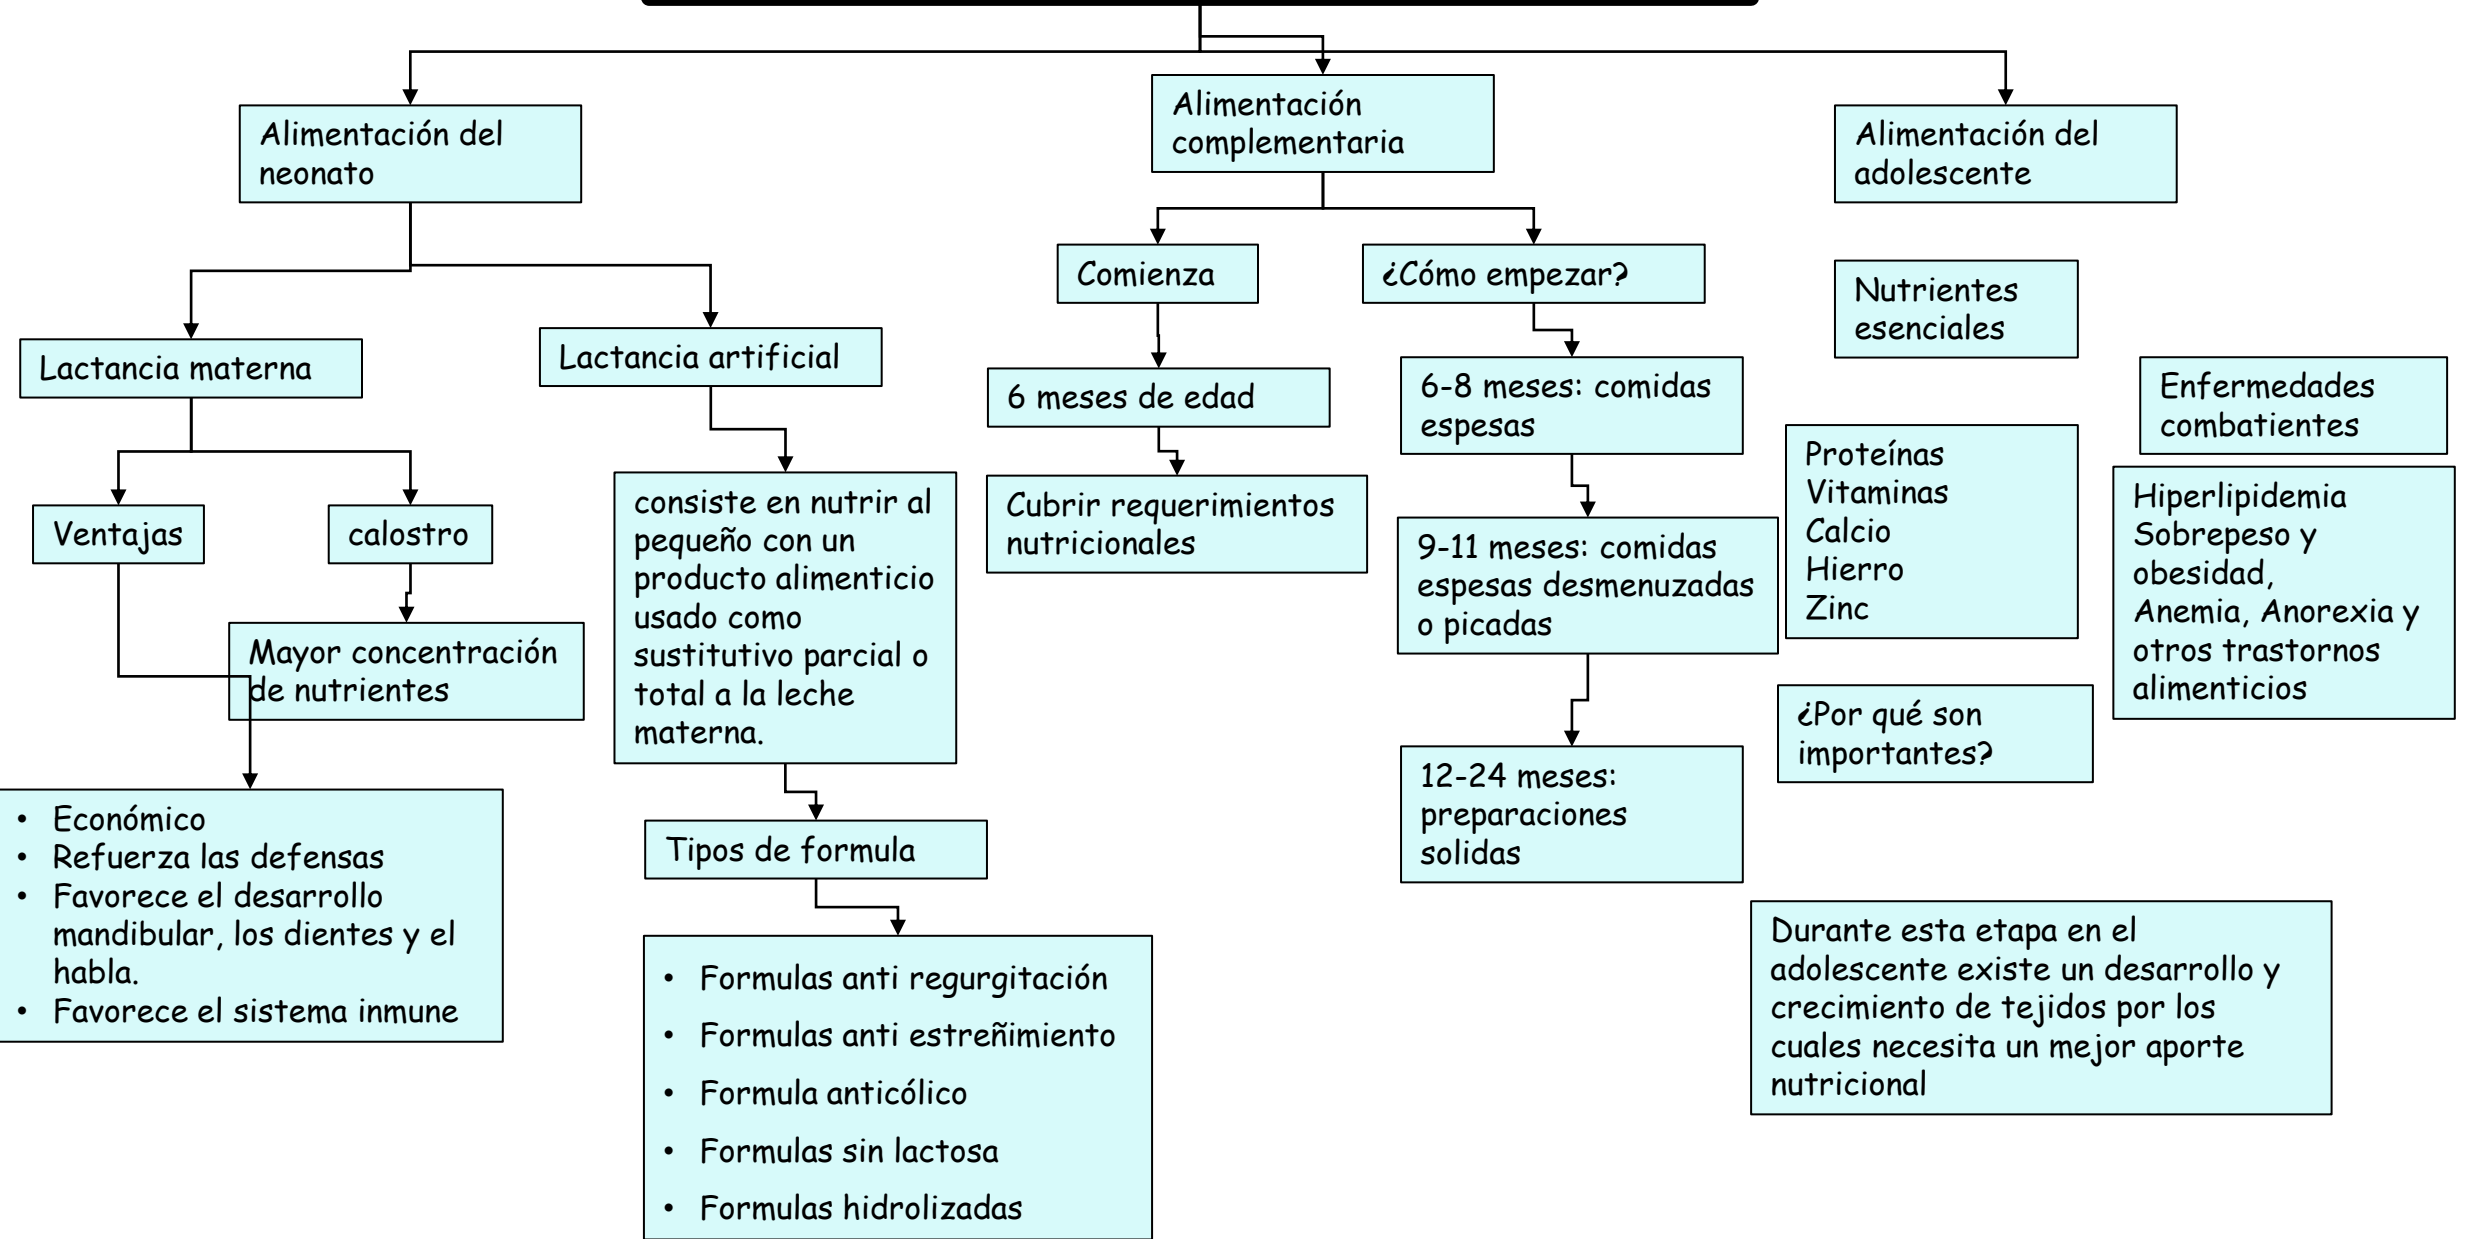 Alimentación del
neonato
Lactancia materna
Ventajas
• Económico
• Refuerza las defensas
• Favorece el desarrollo
mandibular, los dientes y el
habla.
• Favorece el sistema inmune
calostro
Mayor concentración
de nutrientes
Lactancia artificial
consiste en nutrir al
pequeño con un
producto alimenticio
usado como
sustitutivo parcial o
total a la leche
materna.
Tipos de formula
• Formulas anti regurgitación
• Formulas anti estreñimiento
• Formula anticólico
• Formulas sin lactosa
• Formulas hidrolizadas
Alimentación
complementaria
Comienza
6 meses de edad
Cubrir requerimientos
nutricionales
¿Cómo empezar?
6-8 meses: comidas
espesas
9-11 meses: comidas
espesas desmenuzadas
o picadas
12-24 meses:
preparaciones
solidas
Alimentación del
adolescente
Nutrientes
esenciales
Proteínas
Vitaminas
Calcio
Hierro
Zinc
¿Por qué son
importantes?
Durante esta etapa en el
adolescente existe un desarrollo y
crecimiento de tejidos por los
cuales necesita un mejor aporte
nutricional
Enfermedades
combatientes
Hiperlipidemia
Sobrepeso y
obesidad,
Anemia, Anorexia y
otros trastornos
alimenticios